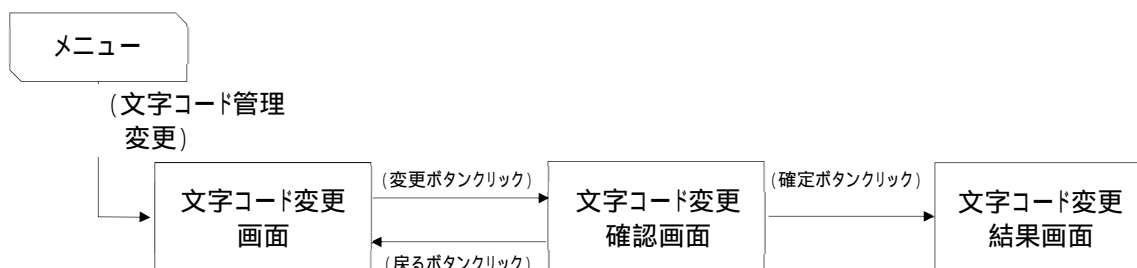 メニュー
(文字コード管理
変更)
(変更ボタンクリック)
(確定ボタンクリック)
文字コード変更
画面
文字コード変更
確認画面
文字コード変更
結果画面
(戻るボタンクリック)